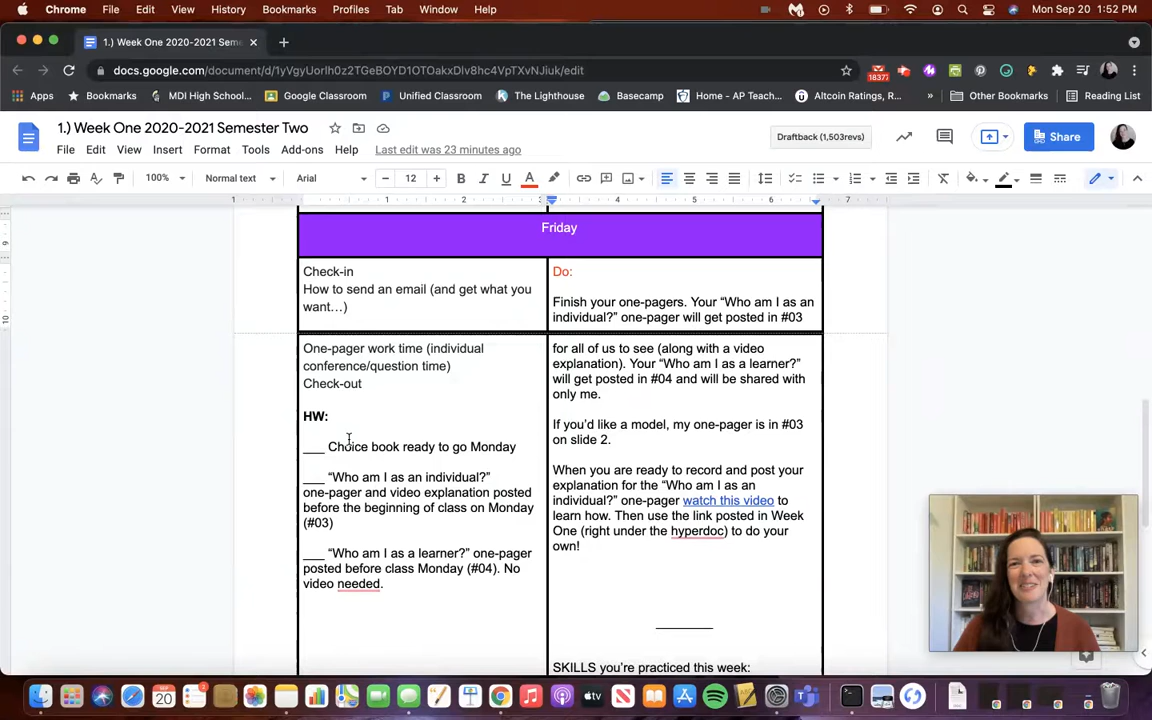 Chrome File Edit View History Bookmarks Profiles Tab Window Help Mon Sep 20 1:52 PM
1.) Week One 2020-2021 Seme
docs.google.com/document/d/1yVgyUorIh0z2TGeBOYD1OTOakxDIv8hc4VpTXvNJiuk/edit
18377
Apps Bookmarks MDI High School... Google Classroom Unified Classroom The Lighthouse Basecamp Home - AP Teach... Altcoin Ratings, R... » Other Bookmarks Reading List
1.) Week One 2020-2021 Semester Two
Draftback (1,503revs)
Share
File Edit View Insert Format Tools Add-ons Help Last edit was 23 minutes ago
100% Normal text Arial 12
1 1 2 3 4 5 6 7
Friday
Check-in
How to send an email (and get what you
want…)
Do:
Finish your one-pagers. Your “Who am I as an
individual?” one-pager will get posted in #03
One-pager work time (individual
conference/question time)
Check-out
HW:
___ Choice book ready to go Monday
___ “Who am I as an individual?”
one-pager and video explanation posted
before the beginning of class on Monday
(#03)
___ “Who am I as a learner?” one-pager
posted before class Monday (#04). No
video needed.
for all of us to see (along with a video
explanation). Your “Who am I as a learner?”
will get posted in #04 and will be shared with
only me.
If you’d like a model, my one-pager is in #03
on slide 2.
When you are ready to record and post your
explanation for the “Who am I as an
individual?” one-pager watch this video to
learn how. Then use the link posted in Week
One (right under the hyperdoc) to do your
own!
SKILLS you’re practiced this week: